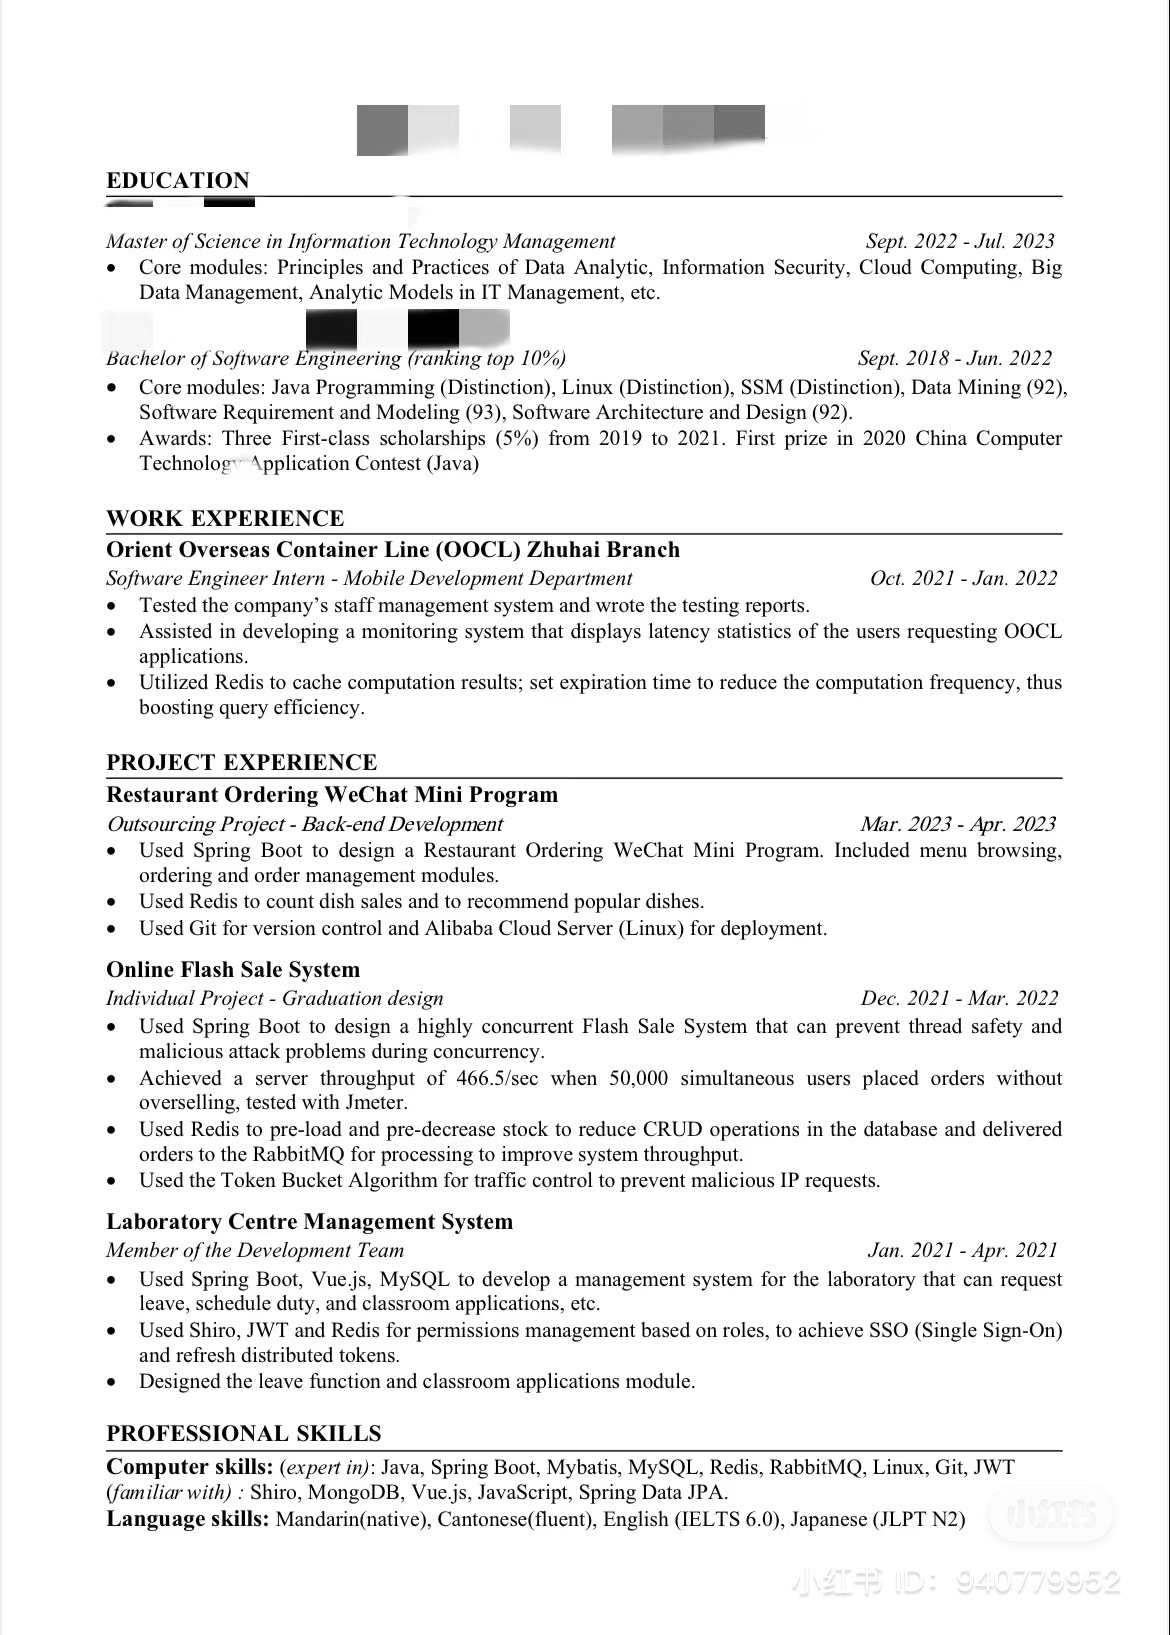 EDUCATION
Master of Science in Information Technology Management Sept. 2022 - Jul. 2023
• Core modules: Principles and Practices of Data Analytic, Information Security, Cloud Computing, Big
Data Management, Analytic Models in IT Management, etc.
Bachelor of Software Engineering (ranking top 10%) Sept. 2018 - Jun. 2022
• Core modules: Java Programming (Distinction), Linux (Distinction), SSM (Distinction), Data Mining (92),
Software Requirement and Modeling (93), Software Architecture and Design (92).
• Awards: Three First-class scholarships (5%) from 2019 to 2021. First prize in 2020 China Computer
Technology Application Contest (Java)
WORK EXPERIENCE
Orient Overseas Container Line (OOCL) Zhuhai Branch
Software Engineer Intern - Mobile Development Department Oct. 2021 - Jan. 2022
• Tested the company’s staff management system and wrote the testing reports.
• Assisted in developing a monitoring system that displays latency statistics of the users requesting OOCL
applications.
• Utilized Redis to cache computation results; set expiration time to reduce the computation frequency, thus
boosting query efficiency.
PROJECT EXPERIENCE
Restaurant Ordering WeChat Mini Program
Outsourcing Project - Back-end Development Mar. 2023 - Apr. 2023
• Used Spring Boot to design a Restaurant Ordering WeChat Mini Program. Included menu browsing,
ordering and order management modules.
• Used Redis to count dish sales and to recommend popular dishes.
• Used Git for version control and Alibaba Cloud Server (Linux) for deployment.
Online Flash Sale System
Individual Project - Graduation design Dec. 2021 - Mar. 2022
• Used Spring Boot to design a highly concurrent Flash Sale System that can prevent thread safety and
malicious attack problems during concurrency.
• Achieved a server throughput of 466.5/sec when 50,000 simultaneous users placed orders without
overselling, tested with Jmeter.
• Used Redis to pre-load and pre-decrease stock to reduce CRUD operations in the database and delivered
orders to the RabbitMQ for processing to improve system throughput.
• Used the Token Bucket Algorithm for traffic control to prevent malicious IP requests.
Laboratory Centre Management System
Member of the Development Team Jan. 2021 - Apr. 2021
• Used Spring Boot, Vue.js, MySQL to develop a management system for the laboratory that can request
leave, schedule duty, and classroom applications, etc.
• Used Shiro, JWT and Redis for permissions management based on roles, to achieve SSO (Single Sign-On)
and refresh distributed tokens.
• Designed the leave function and classroom applications module.
PROFESSIONAL SKILLS
Computer skills: (expert in): Java, Spring Boot, Mybatis, MySQL, Redis, RabbitMQ, Linux, Git, JWT
(familiar with) : Shiro, MongoDB, Vue.js, JavaScript, Spring Data JPA.
Language skills: Mandarin(native), Cantonese(fluent), English (IELTS 6.0), Japanese (JLPT N2)
小红书
小红书 ID: 940779952